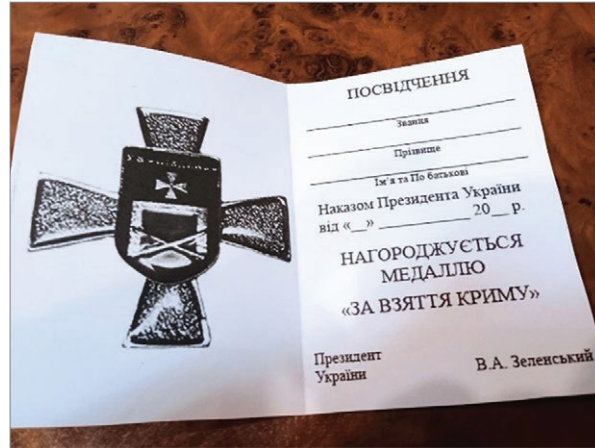 ПОСВІДЧЕННЯ
Звання
Прізвище
Ім'я та По батькові
Наказом Президента України
від «__» ____________ 20__ р.
НАГОРОДЖУЄТЬСЯ
МЕДАЛЛЮ
«ЗА ВЗЯТТЯ КРИМУ»
Президент
України
В.А. Зеленський